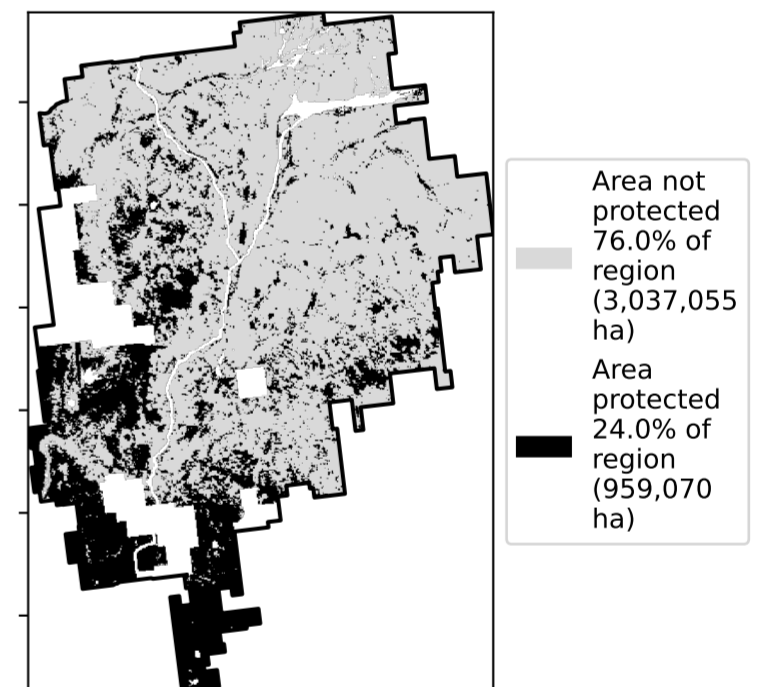 Area not
protected
76.0% of
region
(3,037,055
ha)
Area
protected
24.0% of
region
(959,070
ha)